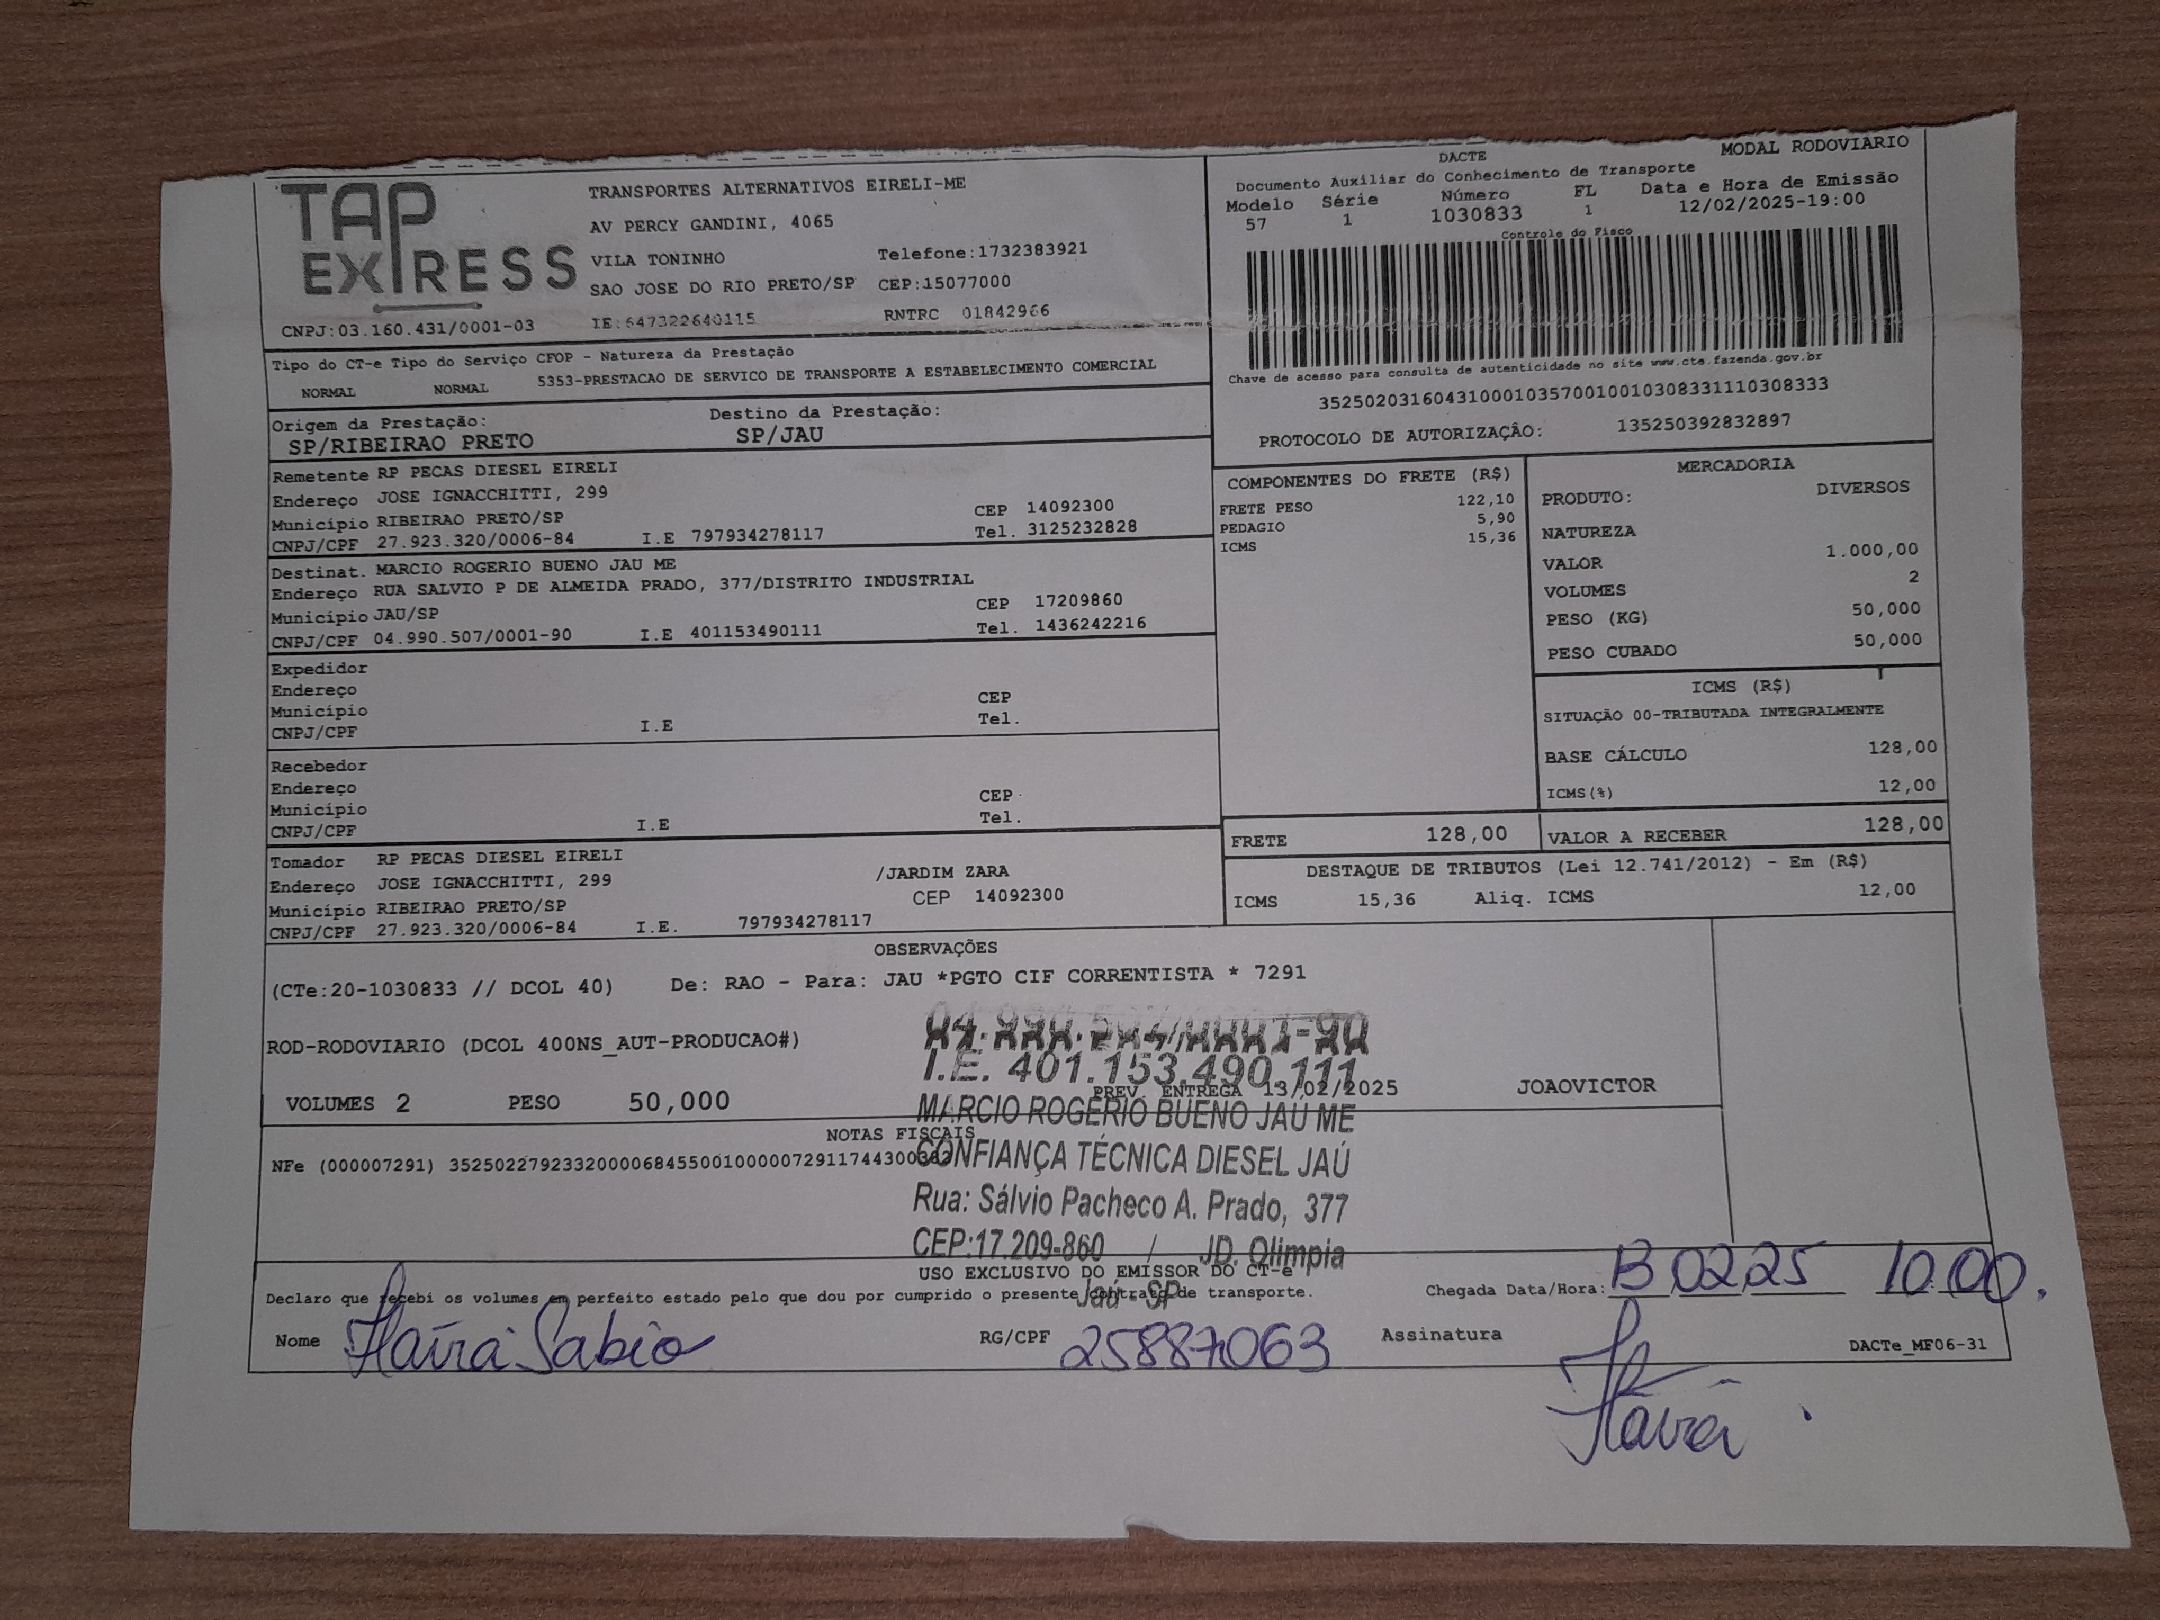 TAP
EXPRESS
CNPJ:03.160.431/0001-03
TRANSPORTES ALTERNATIVOS EIRELI-ME
AV PERCY GANDINI, 4065
VILA TONINHO Telefone:1732383921
SAO JOSE DO RIO PRETO/SP CEP:15077000
IE:647322640115 RNTRC 01842966
DACTE MODAL RODOVIARIO
Documento Auxiliar do Conhecimento de Transporte
Modelo Série Número FL Data e Hora de Emissão
57 1 1030833 1 12/02/2025-19:00
Controle do Fisco
Chave de acesso para consulta de autenticidade no site www.cte.fazenda.gov.br
35250203160431000103570010010308331110308333
PROTOCOLO DE AUTORIZAÇÂO: 135250392832897
Tipo do CT-e Tipo do Serviço CFOP - Natureza da Prestação
NORMAL NORMAL 5353-PRESTACAO DE SERVICO DE TRANSPORTE A ESTABELECIMENTO COMERCIAL
Origem da Prestação: Destino da Prestação:
SP/RIBEIRAO PRETO SP/JAU
Remetente RP PECAS DIESEL EIRELI
Endereço JOSE IGNACCHITTI, 299
Município RIBEIRAO PRETO/SP CEP 14092300
CNPJ/CPF 27.923.320/0006-84 I.E 797934278117 Tel. 3125232828
Destinat. MARCIO ROGERIO BUENO JAU ME
Endereço RUA SALVIO P DE ALMEIDA PRADO, 377/DISTRITO INDUSTRIAL
Município JAU/SP CEP 17209860
CNPJ/CPF 04.990.507/0001-90 I.E 401153490111 Tel. 1436242216
Expedidor
Endereço
Município CEP
CNPJ/CPF I.E Tel.
Recebedor
Endereço
Município CEP
CNPJ/CPF I.E Tel.
Tomador RP PECAS DIESEL EIRELI
Endereço JOSE IGNACCHITTI, 299 /JARDIM ZARA
Município RIBEIRAO PRETO/SP CEP 14092300
CNPJ/CPF 27.923.320/0006-84 I.E. 797934278117
COMPONENTES DO FRETE (R$)
FRETE PESO 122,10
PEDAGIO 5,90
ICMS 15,36
MERCADORIA
PRODUTO: DIVERSOS
NATUREZA
VALOR 1.000,00
VOLUMES 2
PESO (KG) 50,000
PESO CUBADO 50,000
ICMS (R$)
SITUAÇÃO 00-TRIBUTADA INTEGRALMENTE
BASE CÁLCULO 128,00
ICMS(%) 12,00
FRETE 128,00 VALOR A RECEBER 128,00
DESTAQUE DE TRIBUTOS (Lei 12.741/2012) - Em (R$)
ICMS 15,36 Aliq. ICMS 12,00
OBSERVAÇÕES
(CTe:20-1030833 // DCOL 40) De: RAO - Para: JAU *PGTO CIF CORRENTISTA * 7291
ROD-RODOVIARIO (DCOL 400NS_AUT-PRODUCAO#)
VOLUMES 2 PESO 50,000 PREV. ENTREGA 13/02/2025 JOAOVICTOR
04.990.507/0001-90
I.E. 401.153.490.111
MARCIO ROGÉRIO BUENO JAÚ ME
CONFIANÇA TÉCNICA DIESEL JAÚ
Rua: Sálvio Pacheco A. Prado, 377
CEP:17.209-860 / JD. Olimpia
Jaú - SP
NOTAS FISCAIS
NFe (000007291)
USO EXCLUSIVO DO EMISSOR DO CT-e
Declaro que recebi os volumes em perfeito estado pelo que dou por cumprido o presente contrato de transporte.
Chegada Data/Hora: 13 02 25 10 00.
Nome Flavia Sabio RG/CPF 25887063 Assinatura Flavia
DACTe_MF06-31